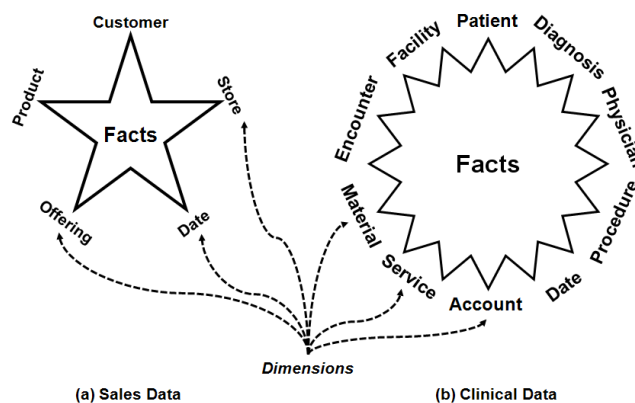 Customer
Product
Store
Facts
Offering
Date
Patient
Facility
Diagnosis
Encounter
Physician
Facts
Material
Procedure
Service
Date
Account
Dimensions
(a) Sales Data
(b) Clinical Data